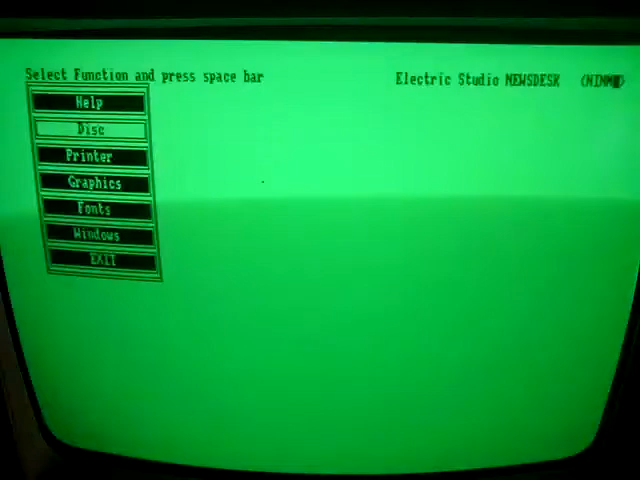 Select Function and press space bar
Electric Studio NEWSDESK
Help
Disc
Printer
Graphics
Fonts
Windows
EXIT